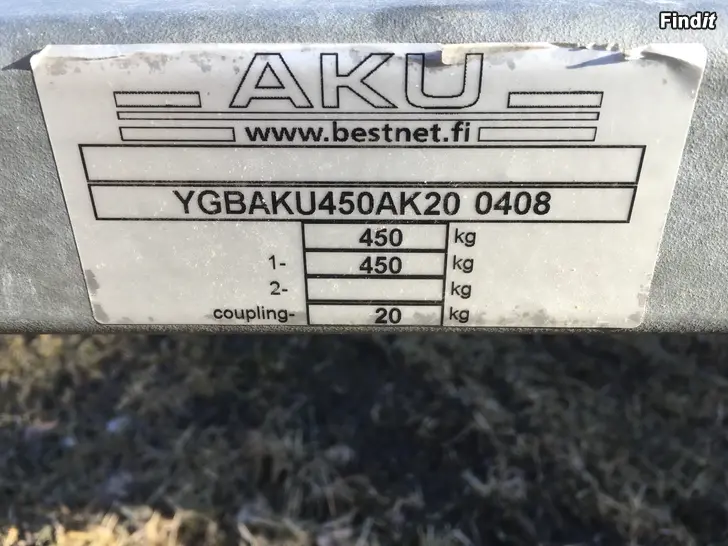 Findit
AKU
www.bestnet.fi
YGBAKU450AK20 0408
450 kg
1- 450 kg
2- kg
coupling- 20 kg